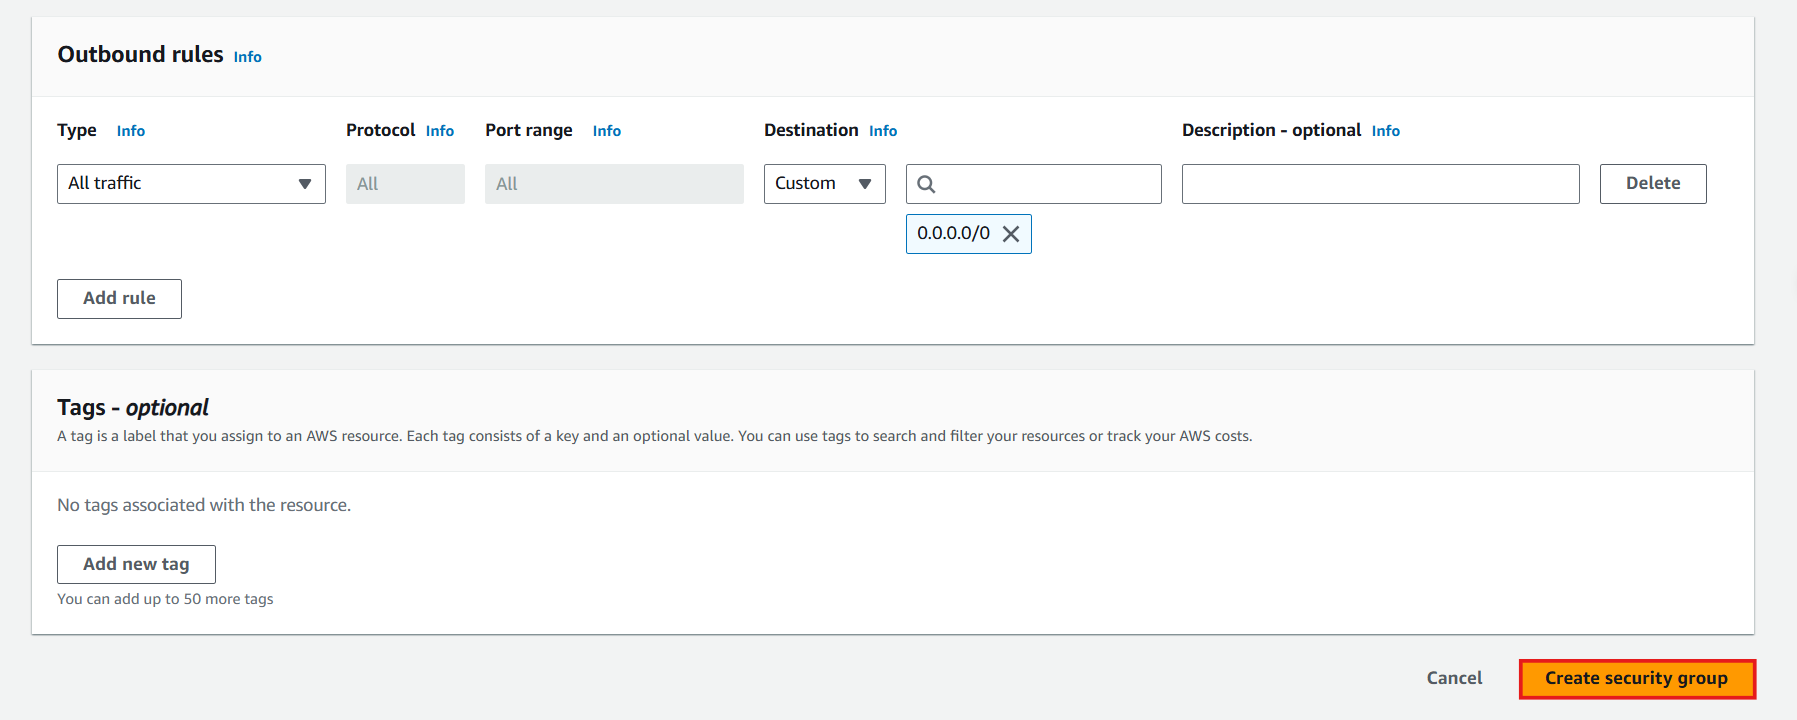 Outbound rules Info
Type Info Protocol Info Port range Info Destination Info Description - optional Info
All traffic All All Custom Delete
0.0.0.0/0
Add rule
Tags - optional
A tag is a label that you assign to an AWS resource. Each tag consists of a key and an optional value. You can use tags to search and filter your resources or track your AWS costs.
No tags associated with the resource.
Add new tag
You can add up to 50 more tags
Cancel Create security group